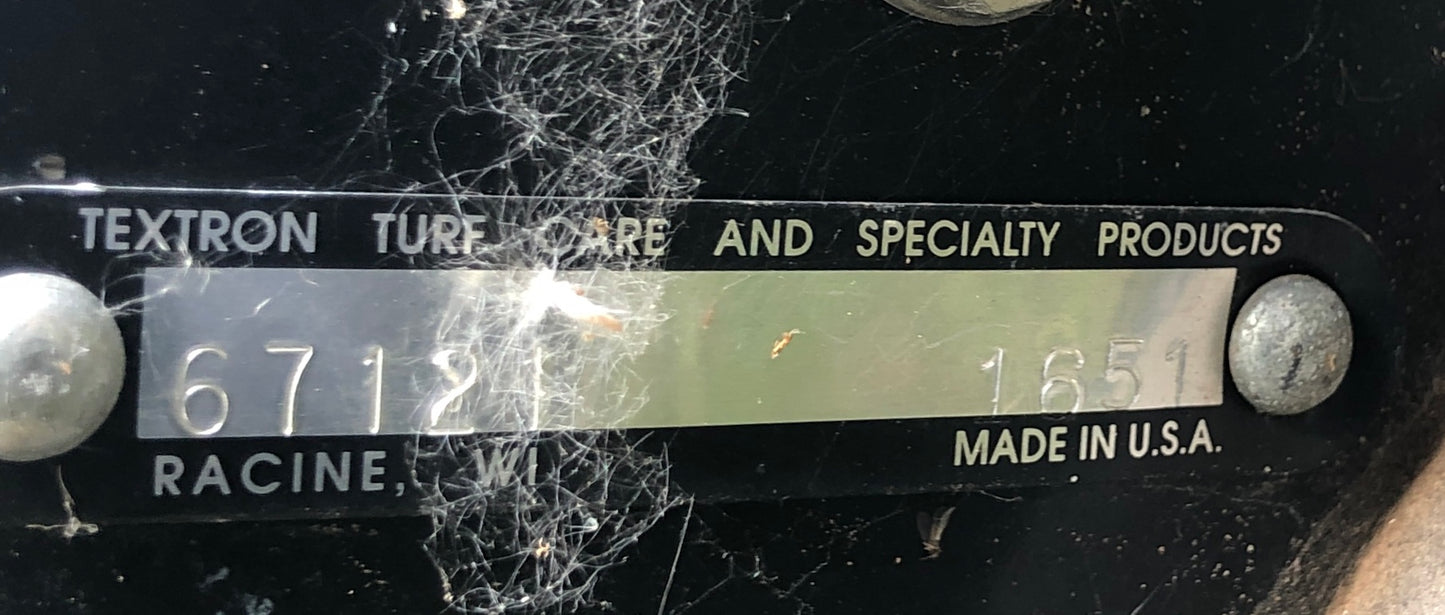 TEXTRON TURF CARE AND SPECIALTY PRODUCTS
67121 1651
RACINE, WI MADE IN U.S.A.